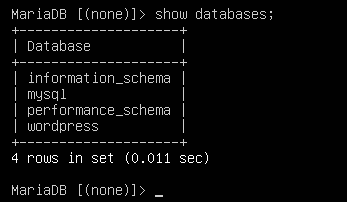 MariaDB [(none)]> show databases;
+--------------------+
| Database           |
+--------------------+
| information_schema |
| mysql              |
| performance_schema |
| wordpress          |
+--------------------+
4 rows in set (0.011 sec)
MariaDB [(none)]> _